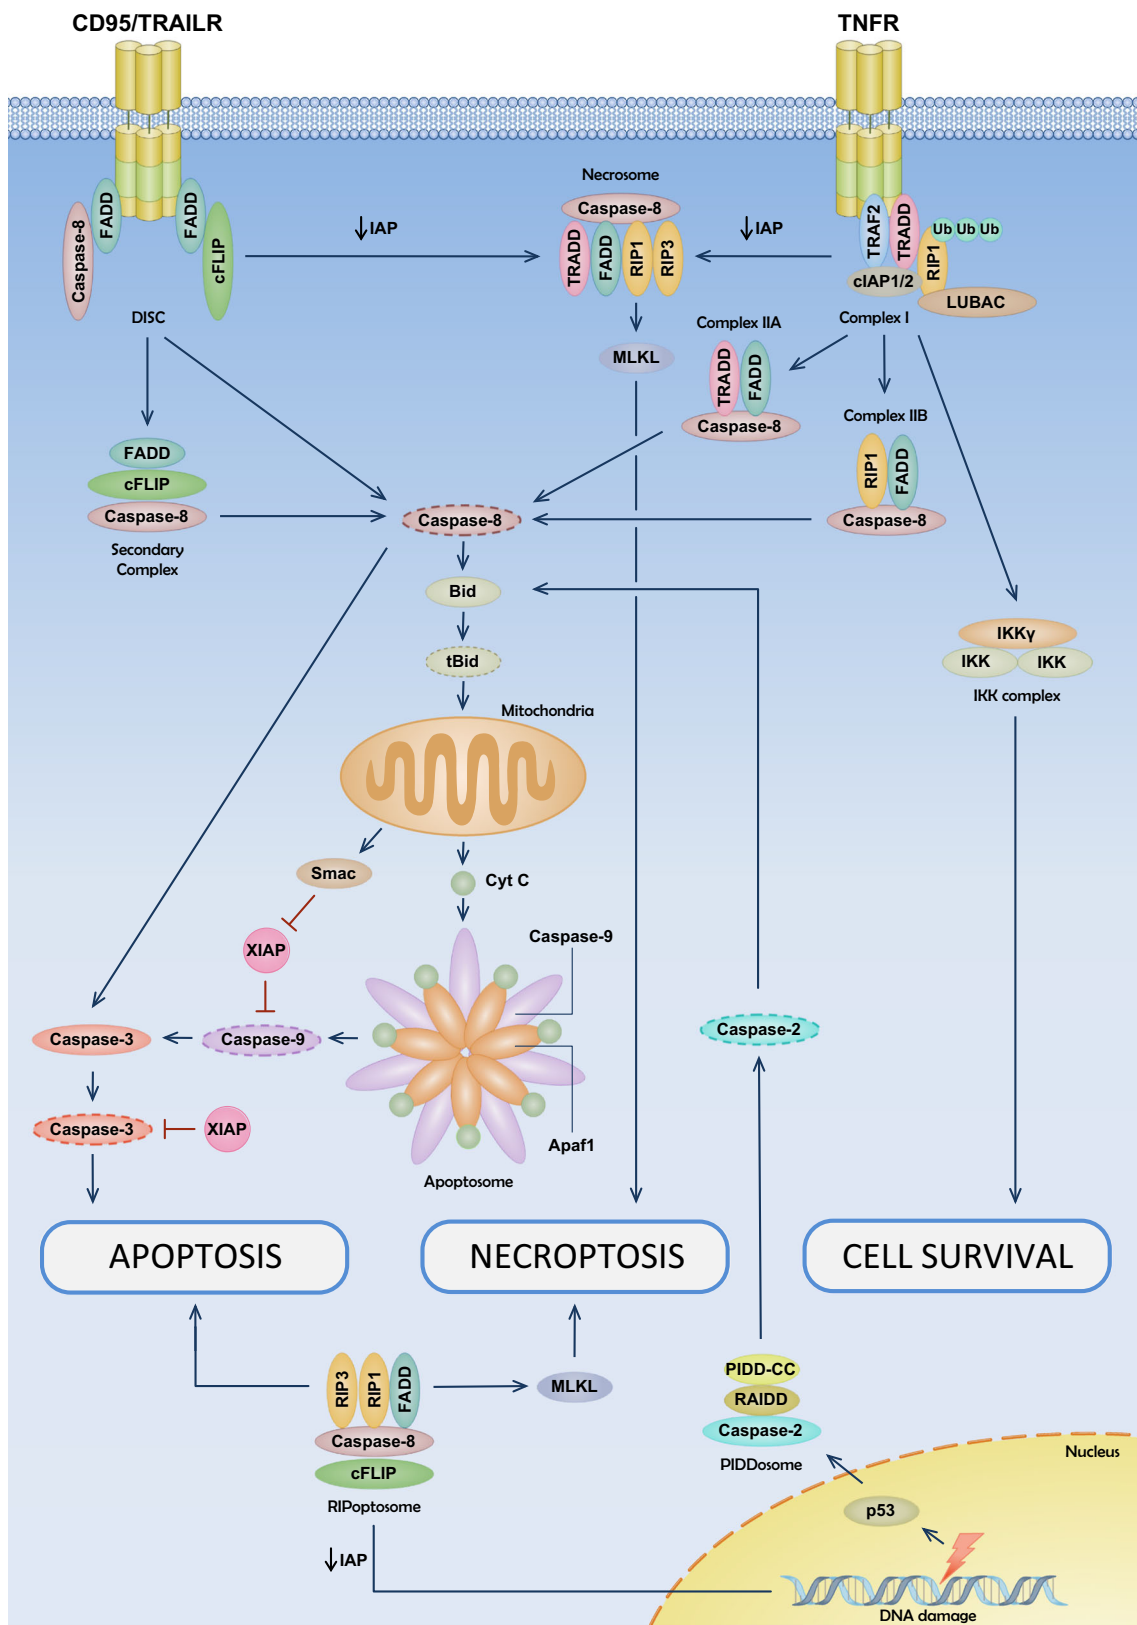 CD95/TRAILR
TNFR
Caspase-8
FADD
FADD
cFLIP
DISC
↓IAP
Necrosome
Caspase-8
TRADD
FADD
RIP1
RIP3
↓IAP
TRAF2
TRADD
RIP1
Ub Ub Ub
cIAP1/2
LUBAC
Complex I
MLKL
Complex IIA
TRADD
FADD
Caspase-8
Complex IIB
RIP1
FADD
Caspase-8
FADD
cFLIP
Caspase-8
Secondary
Complex
Caspase-8
Bid
tBid
Mitochondria
IKKγ
IKK
IKK
IKK complex
Smac
Cyt C
XIAP
Caspase-9
Caspase-3
Caspase-9
Caspase-2
Caspase-3
XIAP
Apaf1
Apoptosome
APOPTOSIS
NECROPTOSIS
CELL SURVIVAL
RIP3
RIP1
FADD
Caspase-8
cFLIP
RIPoptosome
MLKL
PIDD-CC
RAIDD
Caspase-2
PIDDosome
Nucleus
p53
↓IAP
DNA damage